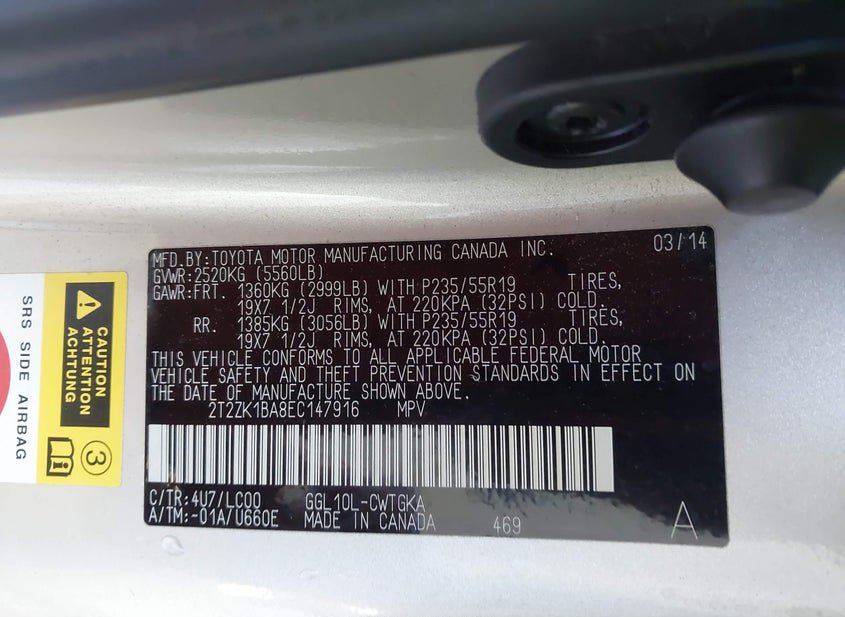 MFD.BY:TOYOTA MOTOR MANUFACTURING CANADA INC. 03/14
GVWR:2520KG (5560LB)
GAWR:FRT. 1360KG (2999LB) WITH P235/55R19 TIRES,
19X7 1/2J RIMS, AT 220KPA (32PSI) COLD.
RR. 1385KG (3056LB) WITH P235/55R19 TIRES,
19X7 1/2J RIMS, AT 220KPA (32PSI) COLD.
THIS VEHICLE CONFORMS TO ALL APPLICABLE FEDERAL MOTOR
VEHICLE SAFETY AND THEFT PREVENTION STANDARDS IN EFFECT ON
THE DATE OF MANUFACTURE SHOWN ABOVE.
2T2ZK1BA8EC147916 MPV
C/TR:4U7/LC00 GGL10L-CWTGKA
A/TM:-01A/U660E MADE IN CANADA 469 A
CAUTION
ATTENTION
ACHTUNG
3
SRS SIDE AIRBAG